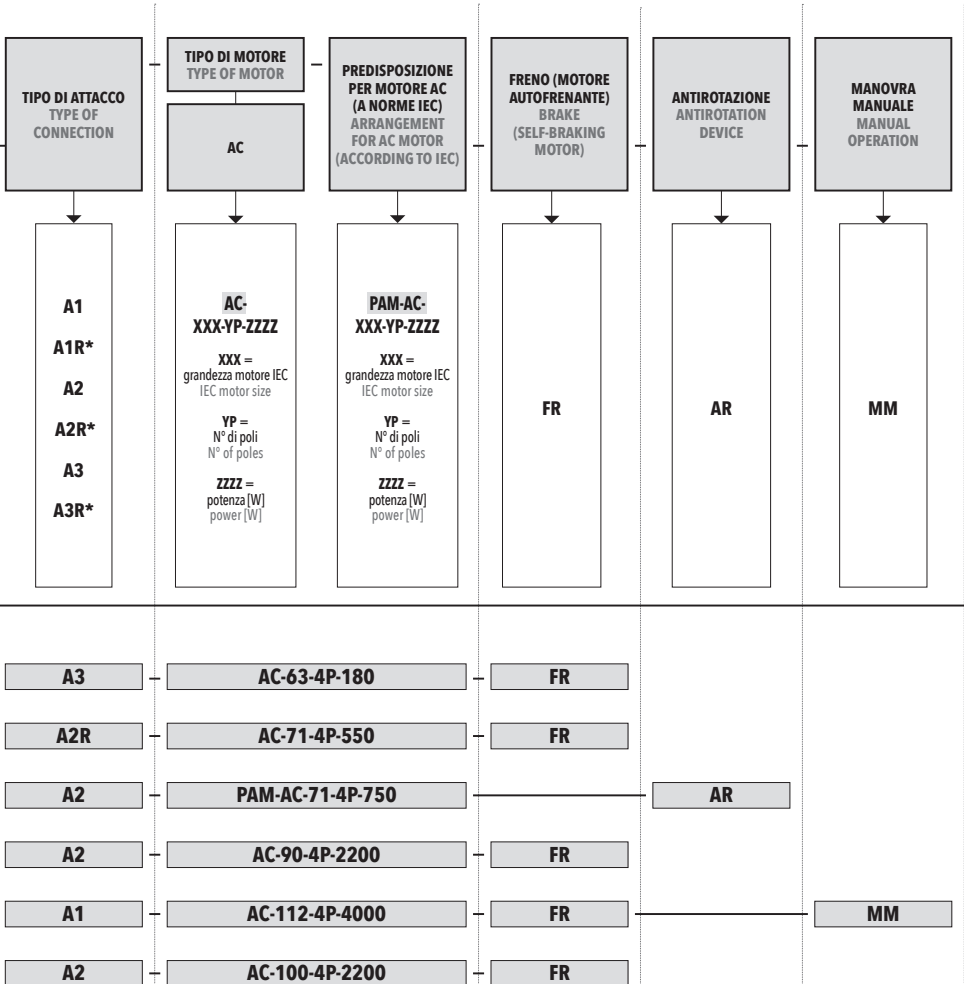 TIPO DI ATTACCO
TYPE OF
CONNECTION
TIPO DI MOTORE
TYPE OF MOTOR
AC
PREDISPOSIZIONE
PER MOTORE AC
(A NORME IEC)
ARRANGEMENT
FOR AC MOTOR
(ACCORDING TO IEC)
FRENO (MOTORE
AUTOFRENANTE)
BRAKE
(SELF-BRAKING
MOTOR)
ANTIROTAZIONE
ANTIROTATION
DEVICE
MANOVRA
MANUALE
MANUAL
OPERATION
A1
A1R*
A2
A2R*
A3
A3R*
AC-
XXX-YP-ZZZZ
XXX =
grandezza motore IEC
IEC motor size
YP =
N° di poli
N° of poles
ZZZZ =
potenza [W]
power [W]
PAM-AC-
XXX-YP-ZZZZ
XXX =
grandezza motore IEC
IEC motor size
YP =
N° di poli
N° of poles
ZZZZ =
potenza [W]
power [W]
FR
AR
MM
A3 – AC-63-4P-180 – FR
A2R – AC-71-4P-550 – FR
A2 – PAM-AC-71-4P-750 – AR
A2 – AC-90-4P-2200 – FR
A1 – AC-112-4P-4000 – FR – MM
A2 – AC-100-4P-2200 – FR